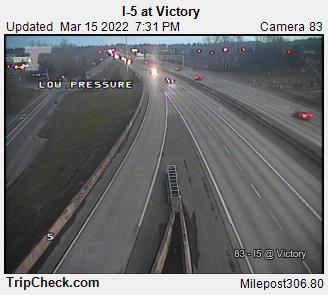 I-5 at Victory
Updated Mar 15 2022 7:31 PM Camera 83
LOW PRESSURE
5
83 - I5 @ Victory
TripCheck.com Milepost306.80